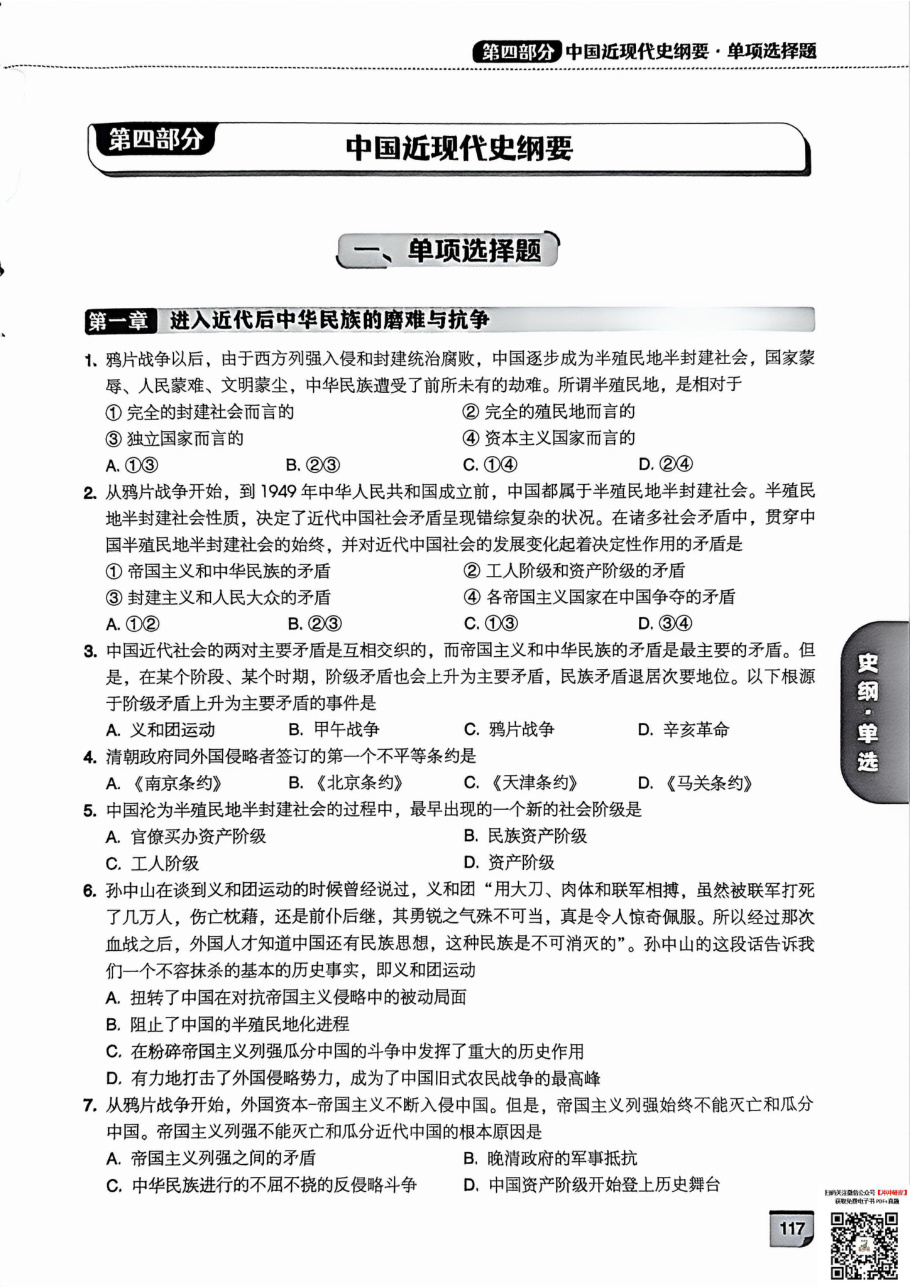 第四部分 中国近现代史纲要·单项选择题
第四部分 中国近现代史纲要
一、单项选择题
第一章 进入近代后中华民族的磨难与抗争
1. 鸦片战争以后，由于西方列强入侵和封建统治腐败，中国逐步成为半殖民地半封建社会，国家蒙
辱、人民蒙难、文明蒙尘，中华民族遭受了前所未有的劫难。所谓半殖民地，是相对于
① 完全的封建社会而言的 ② 完全的殖民地而言的
③ 独立国家而言的 ④ 资本主义国家而言的
A. ①③ B. ②③ C. ①④ D. ②④
2. 从鸦片战争开始，到 1949 年中华人民共和国成立前，中国都属于半殖民地半封建社会。半殖民
地半封建社会性质，决定了近代中国社会矛盾呈现错综复杂的状况。在诸多社会矛盾中，贯穿中
国半殖民地半封建社会的始终，并对近代中国社会的发展变化起着决定性作用的矛盾是
① 帝国主义和中华民族的矛盾 ② 工人阶级和资产阶级的矛盾
③ 封建主义和人民大众的矛盾 ④ 各帝国主义国家在中国争夺的矛盾
A. ①② B. ②③ C. ①③ D. ③④
3. 中国近代社会的两对主要矛盾是互相交织的，而帝国主义和中华民族的矛盾是最主要的矛盾。但
是，在某个阶段、某个时期，阶级矛盾也会上升为主要矛盾，民族矛盾退居次要地位。以下根源
于阶级矛盾上升为主要矛盾的事件是
A. 义和团运动 B. 甲午战争 C. 鸦片战争 D. 辛亥革命
4. 清朝政府同外国侵略者签订的第一个不平等条约是
A. 《南京条约》 B. 《北京条约》 C. 《天津条约》 D. 《马关条约》
5. 中国沦为半殖民地半封建社会的过程中，最早出现的一个新的社会阶级是
A. 官僚买办资产阶级 B. 民族资产阶级
C. 工人阶级 D. 资产阶级
6. 孙中山在谈到义和团运动的时候曾经说过，义和团“用大刀、肉体和联军相搏，虽然被联军打死
了几万人，伤亡枕藉，还是前仆后继，其勇锐之气殊不可当，真是令人惊奇佩服。所以经过那次
血战之后，外国人才知道中国还有民族思想，这种民族是不可消灭的”。孙中山的这段话告诉我
们一个不容抹杀的基本的历史事实，即义和团运动
A. 扭转了中国在对抗帝国主义侵略中的被动局面
B. 阻止了中国的半殖民地化进程
C. 在粉碎帝国主义列强瓜分中国的斗争中发挥了重大的历史作用
D. 有力地打击了外国侵略势力，成为了中国旧式农民战争的最高峰
7. 从鸦片战争开始，外国资本-帝国主义不断入侵中国。但是，帝国主义列强始终不能灭亡和瓜分
中国。帝国主义列强不能灭亡和瓜分近代中国的根本原因是
A. 帝国主义列强之间的矛盾 B. 晚清政府的军事抵抗
C. 中华民族进行的不屈不挠的反侵略斗争 D. 中国资产阶级开始登上历史舞台
史纲·单选
扫码关注微信公众号【冲冲研君】
获取免费电子书PDF+真题
117